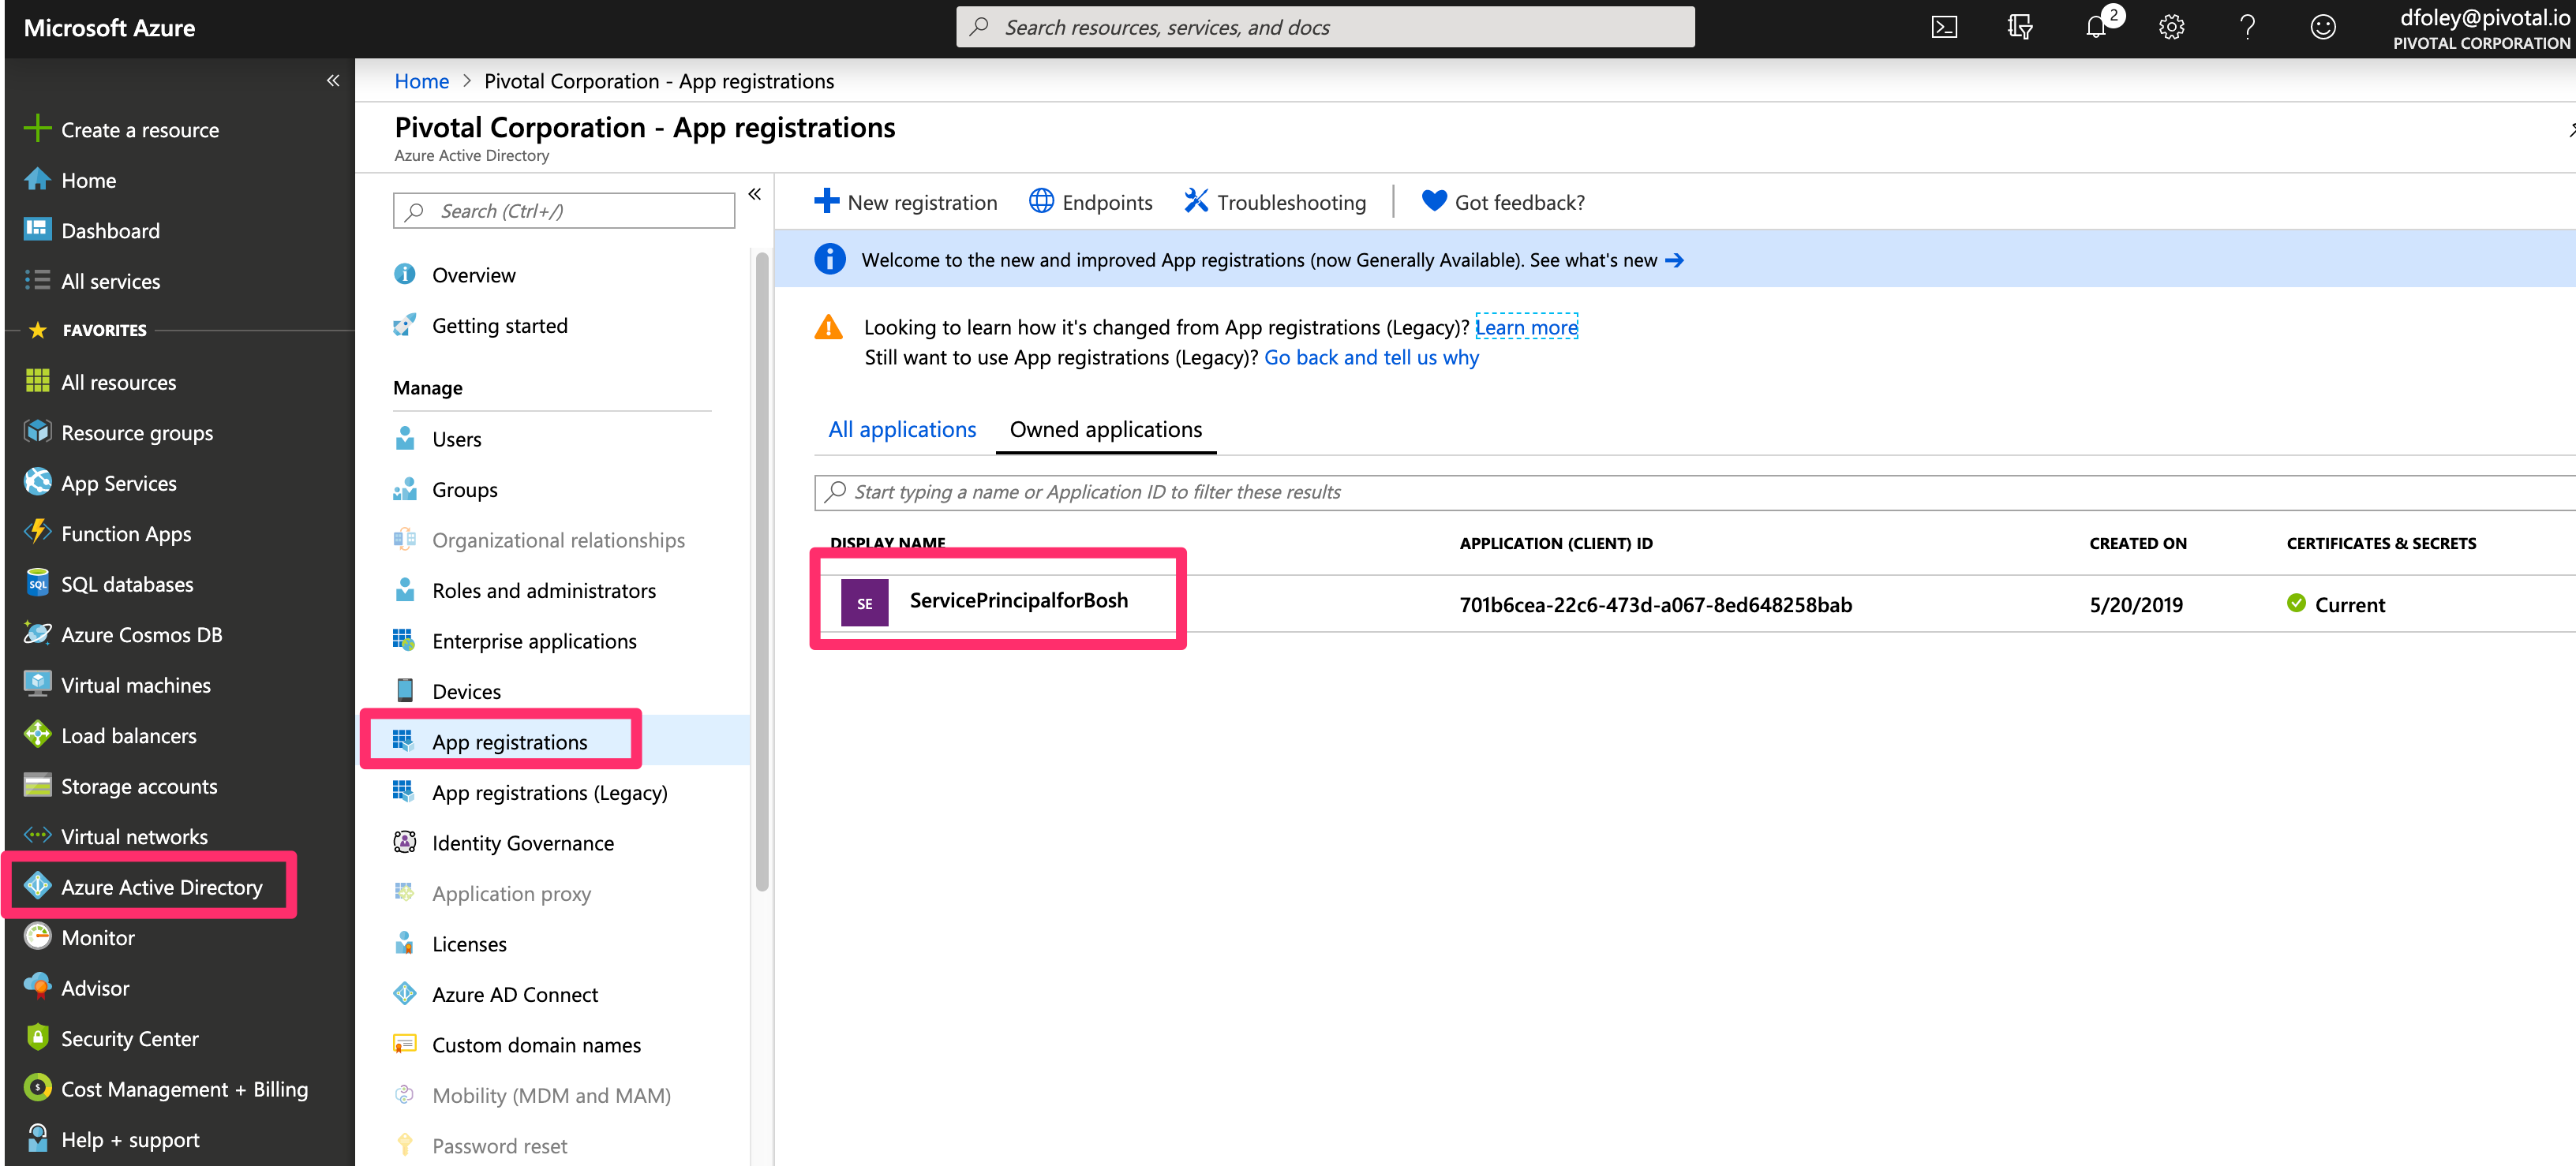 Microsoft Azure
Search resources, services, and docs
2
dfoley@pivotal.io
PIVOTAL CORPORATION
«
Create a resource
Home
Dashboard
All services
FAVORITES
All resources
Resource groups
App Services
Function Apps
SQL
SQL databases
Azure Cosmos DB
Virtual machines
Load balancers
Storage accounts
Virtual networks
Azure Active Directory
Monitor
Advisor
Security Center
Cost Management + Billing
Help + support
Home > Pivotal Corporation - App registrations
Pivotal Corporation - App registrations
Azure Active Directory
Search (Ctrl+/)
«
Overview
Getting started
Manage
Users
Groups
Organizational relationships
Roles and administrators
Enterprise applications
Devices
App registrations
App registrations (Legacy)
Identity Governance
Application proxy
Licenses
Azure AD Connect
Custom domain names
Mobility (MDM and MAM)
Password reset
New registration Endpoints Troubleshooting Got feedback?
Welcome to the new and improved App registrations (now Generally Available). See what's new →
Looking to learn how it's changed from App registrations (Legacy)? Learn more
Still want to use App registrations (Legacy)? Go back and tell us why
All applications Owned applications
Start typing a name or Application ID to filter these results
DISPLAY NAME APPLICATION (CLIENT) ID CREATED ON CERTIFICATES & SECRETS
SE ServicePrincipalforBosh 701b6cea-22c6-473d-a067-8ed648258bab 5/20/2019 Current